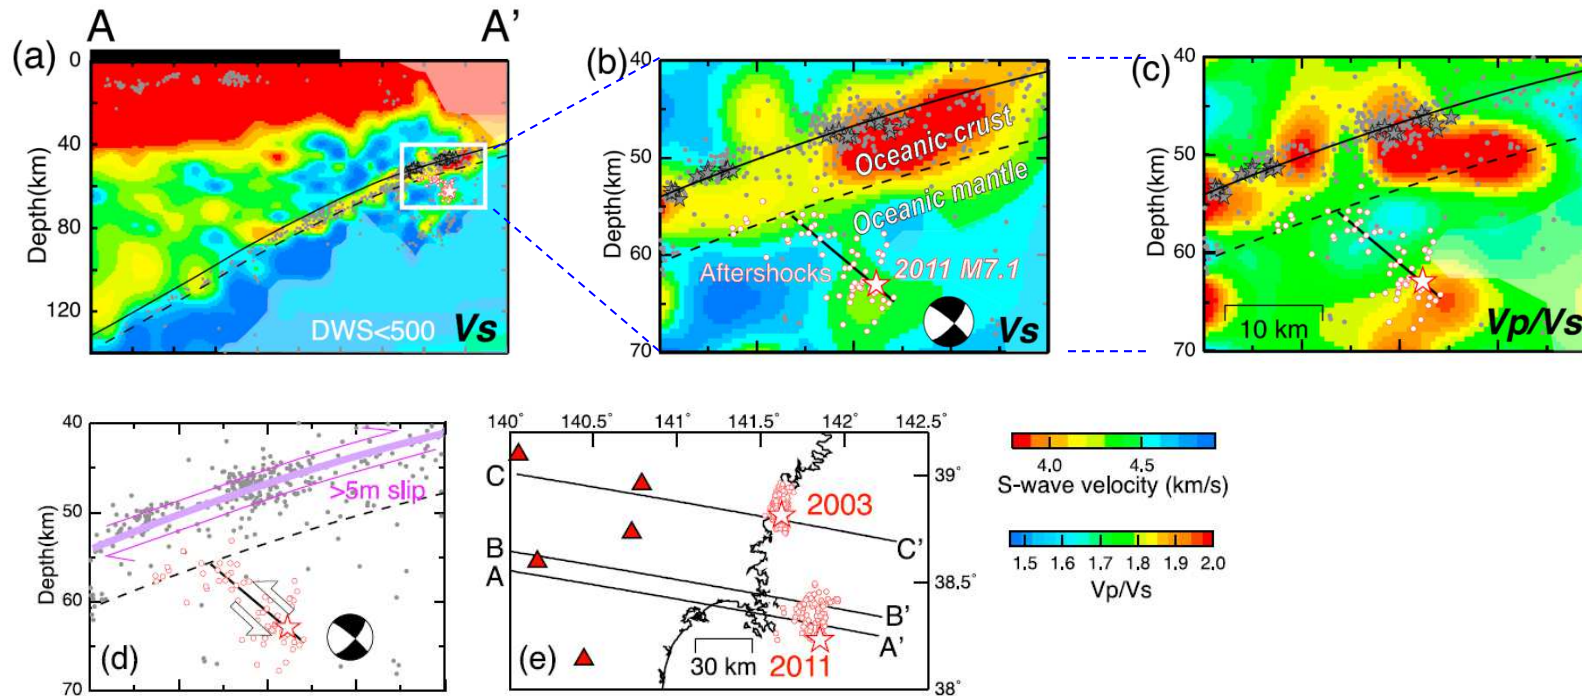 A A’
(a)
0
40
80
120
Depth(km)
DWS<500 Vs
(b)
40
50
60
70
Depth(km)
Oceanic crust
Oceanic mantle
Aftershocks
2011 M7.1
Vs
(c)
40
50
60
70
Depth(km)
10 km
Vp/Vs
(d)
40
50
60
70
Depth(km)
>5m slip
(e)
140° 140.5° 141° 141.5° 142° 142.5°
39°
38.5°
38°
C
C’
B
B’
A
A’
2003
2011
30 km
4.0 4.5
S-wave velocity (km/s)
1.5 1.6 1.7 1.8 1.9 2.0
Vp/Vs